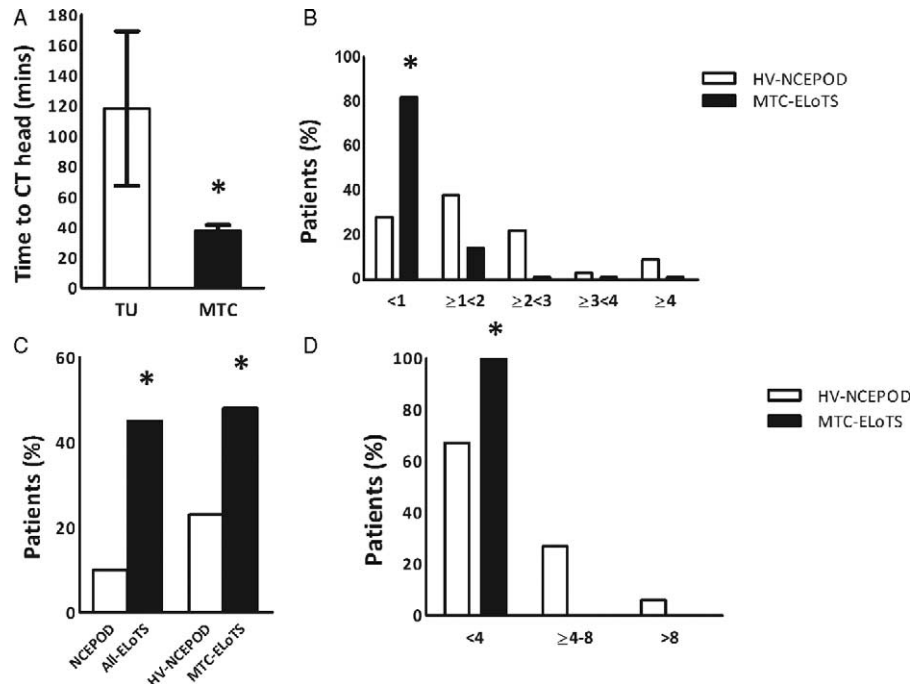 A
Time to CT head (mins)
180
160
140
120
100
80
60
40
20
0
*
TU MTC
B
Patients (%)
100
80
60
40
20
0
*
<1 ≥1<2 ≥2<3 ≥3<4 ≥4
HV-NCEPOD
MTC-ELoTS
C
Patients (%)
60
40
20
0
* *
NCEPOD All-ELoTS HV-NCEPOD MTC-ELoTS
D
Patients (%)
100
80
60
40
20
0
*
<4 ≥4-8 >8
HV-NCEPOD
MTC-ELoTS